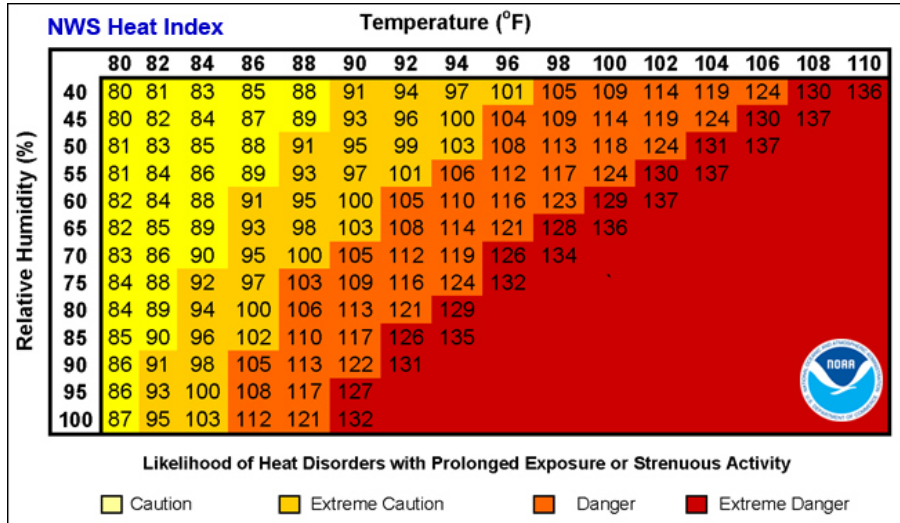 NWS Heat Index
Temperature (°F)
80 82 84 86 88 90 92 94 96 98 100 102 104 106 108 110
Relative Humidity (%)
40 80 81 83 85 88 91 94 97 101 105 109 114 119 124 130 136
45 80 82 84 87 89 93 96 100 104 109 114 119 124 130 137
50 81 83 85 88 91 95 99 103 108 113 118 124 131 137
55 81 84 86 89 93 97 101 106 112 117 124 130 137
60 82 84 88 91 95 100 105 110 116 123 129 137
65 82 85 89 93 98 103 108 114 121 128 136
70 83 86 90 95 100 105 112 119 126 134
75 84 88 92 97 103 109 116 124 132
80 84 89 94 100 106 113 121 129
85 85 90 96 102 110 117 126 135
90 86 91 98 105 113 122 131
95 86 93 100 108 117 127
100 87 95 103 112 121 132
NOAA
Likelihood of Heat Disorders with Prolonged Exposure or Strenuous Activity
Caution Extreme Caution Danger Extreme Danger